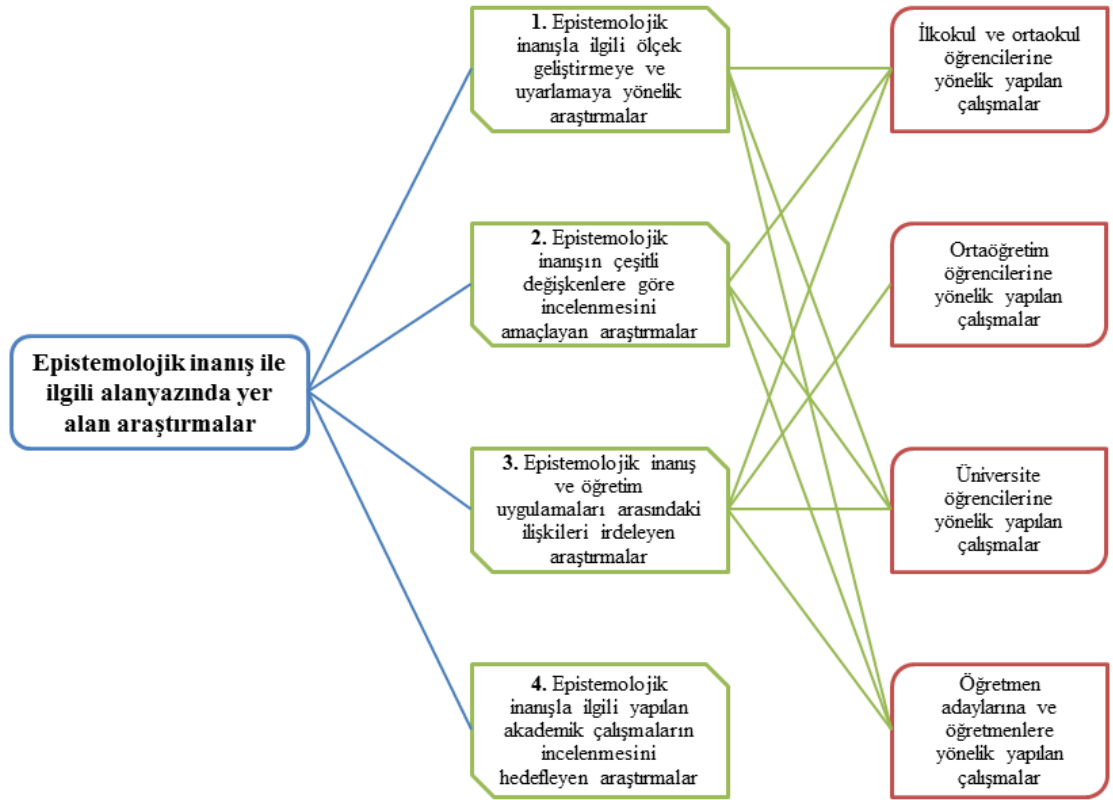 Epistemolojik inanış ile
ilgili alanyazında yer
alan araştırmalar
1. Epistemolojik
inanışla ilgili ölçek
geliştirmeye ve
uyarlamaya yönelik
araştırmalar
2. Epistemolojik
inanışın çeşitli
değişkenlere göre
incelenmesini
amaçlayan araştırmalar
3. Epistemolojik inanış
ve öğretim
uygulamaları arasındaki
ilişkileri irdeleyen
araştırmalar
4. Epistemolojik
inanışla ilgili yapılan
akademik çalışmaların
incelenmesini
hedefleyen araştırmalar
İlkokul ve ortaokul
öğrencilerine
yönelik yapılan
çalışmalar
Ortaöğretim
öğrencilerine
yönelik yapılan
çalışmalar
Üniversite
öğrencilerine
yönelik yapılan
çalışmalar
Öğretmen
adaylarına ve
öğretmenlere
yönelik yapılan
çalışmalar